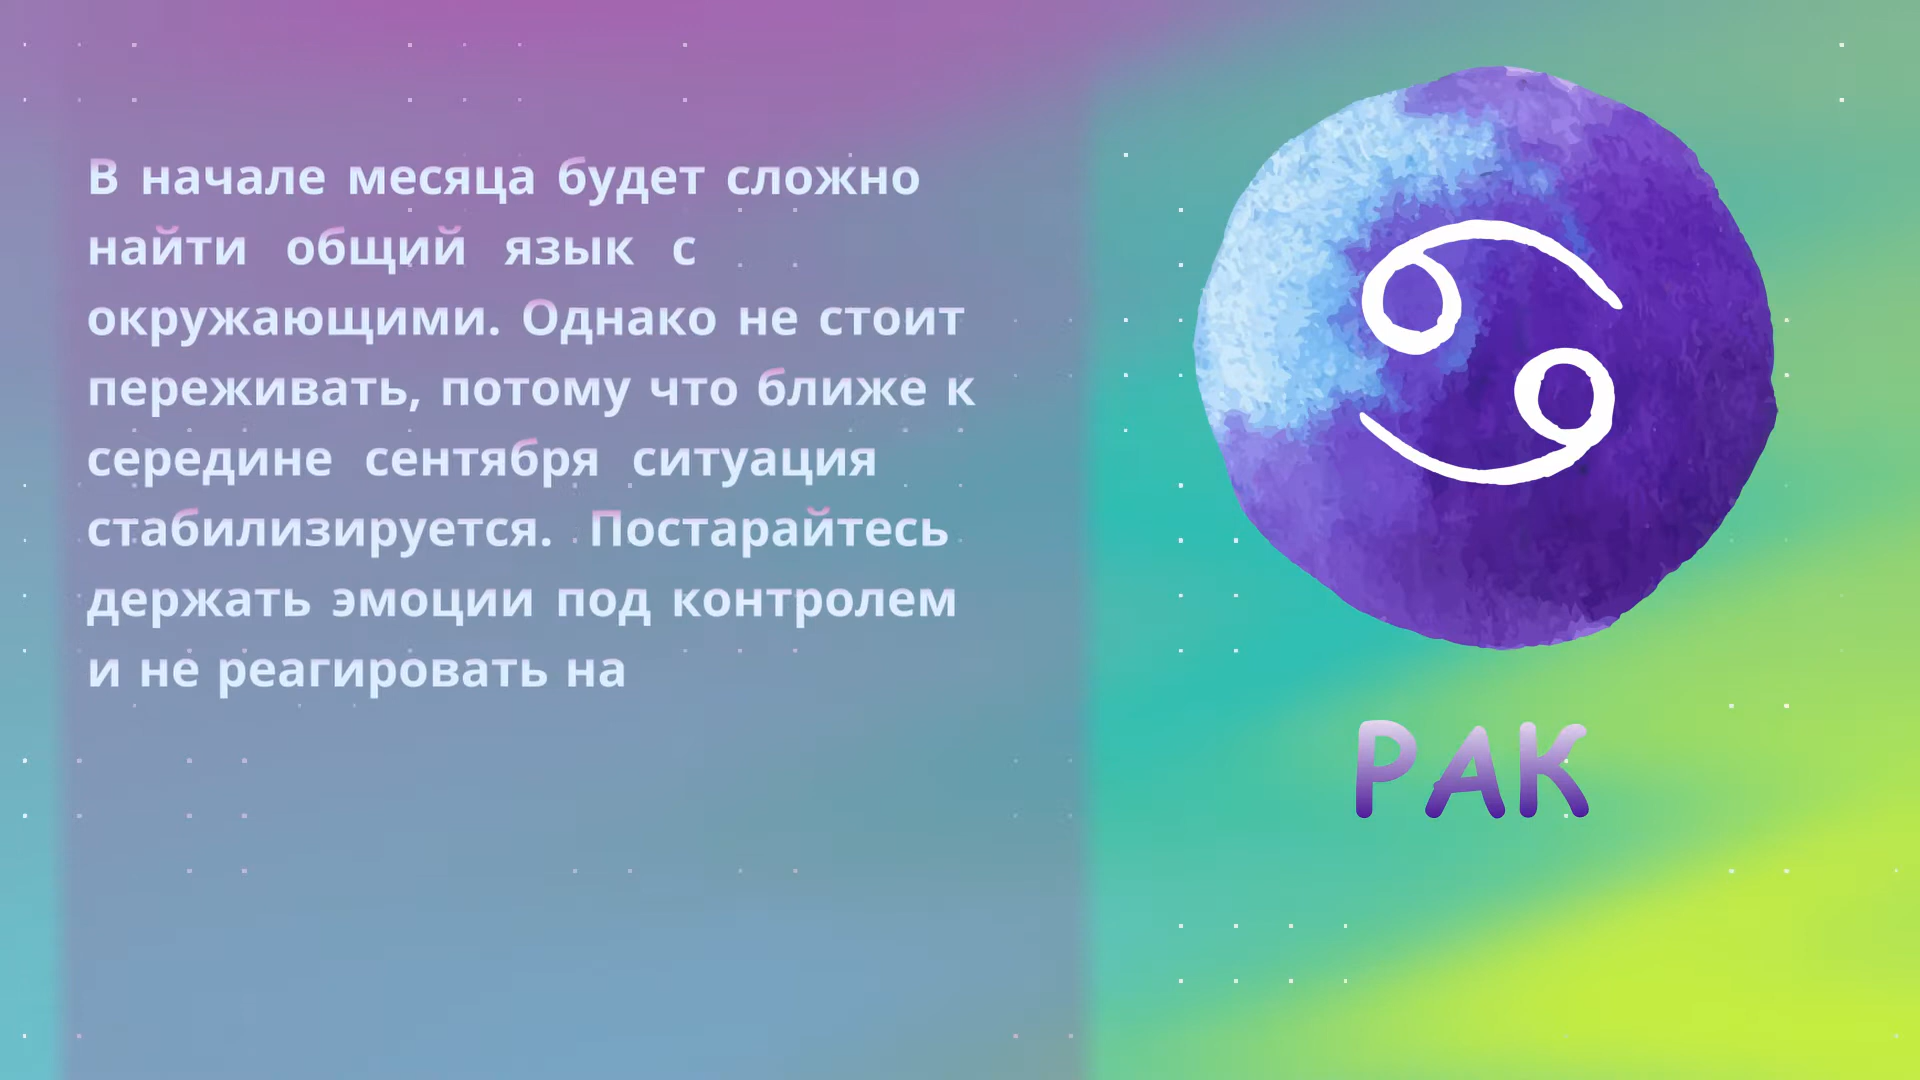 В начале месяца будет сложно
найти общий язык с
окружающими. Однако не стоит
переживать, потому что ближе к
середине сентября ситуация
стабилизируется. Постарайтесь
держать эмоции под контролем
и не реагировать на
РАК